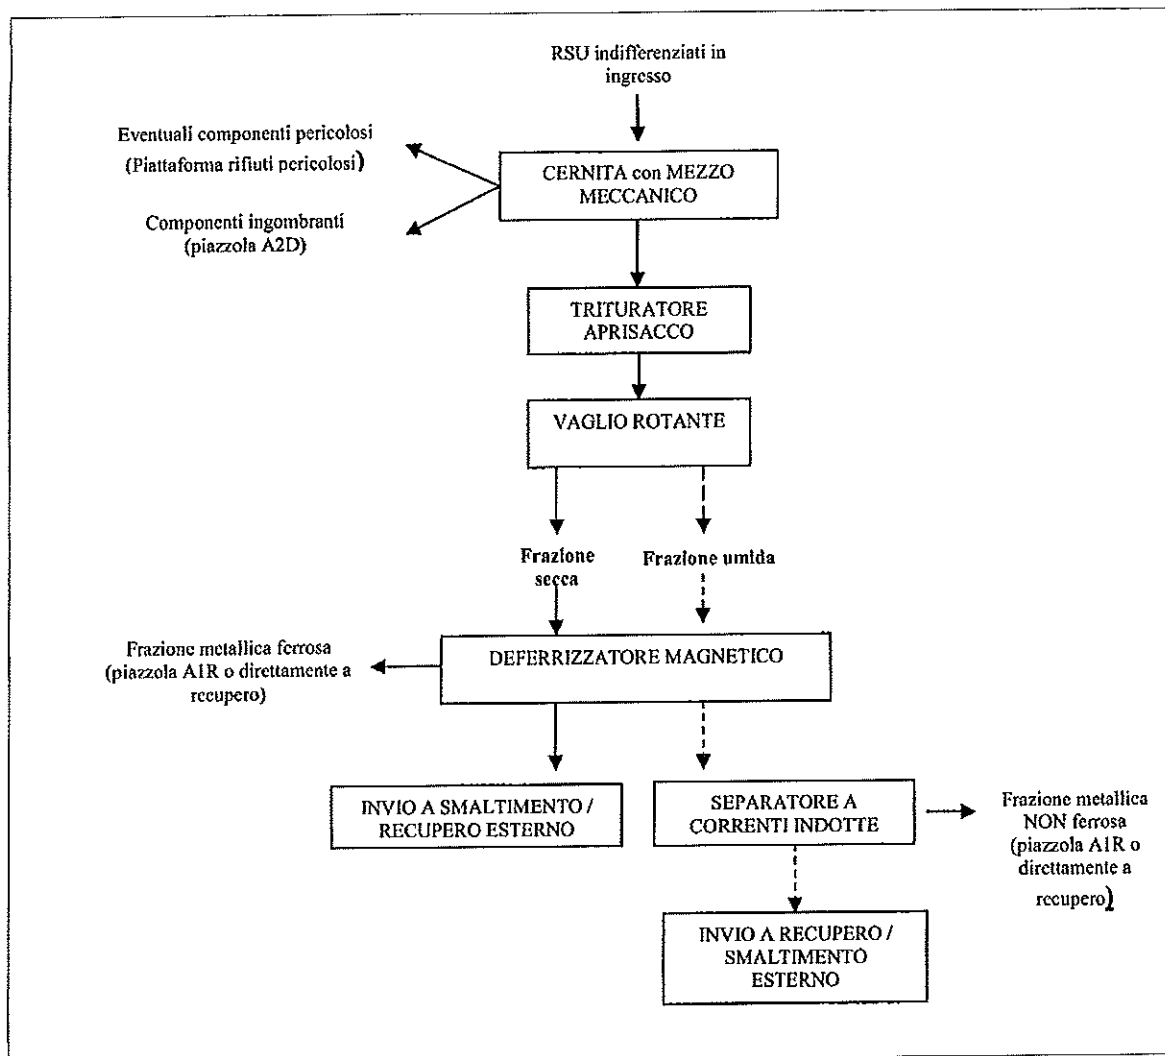 RSU indifferenziati in
ingresso
Eventuali componenti pericolosi
(Piattaforma rifiuti pericolosi)
CERNITA con MEZZO
MECCANICO
Componenti ingombranti
(piazzola A2D)
TRITURATORE
APRISACCO
VAGLIO ROTANTE
Frazione
secca
Frazione umida
Frazione metallica ferrosa
(piazzola A1R o direttamente a
recupero)
DEFERRIZZATORE MAGNETICO
INVIO A SMALTIMENTO /
RECUPERO ESTERNO
SEPARATORE A
CORRENTI INDOTTE
Frazione metallica
NON ferrosa
(piazzola A1R o
direttamente a
recupero)
INVIO A RECUPERO /
SMALTIMENTO
ESTERNO